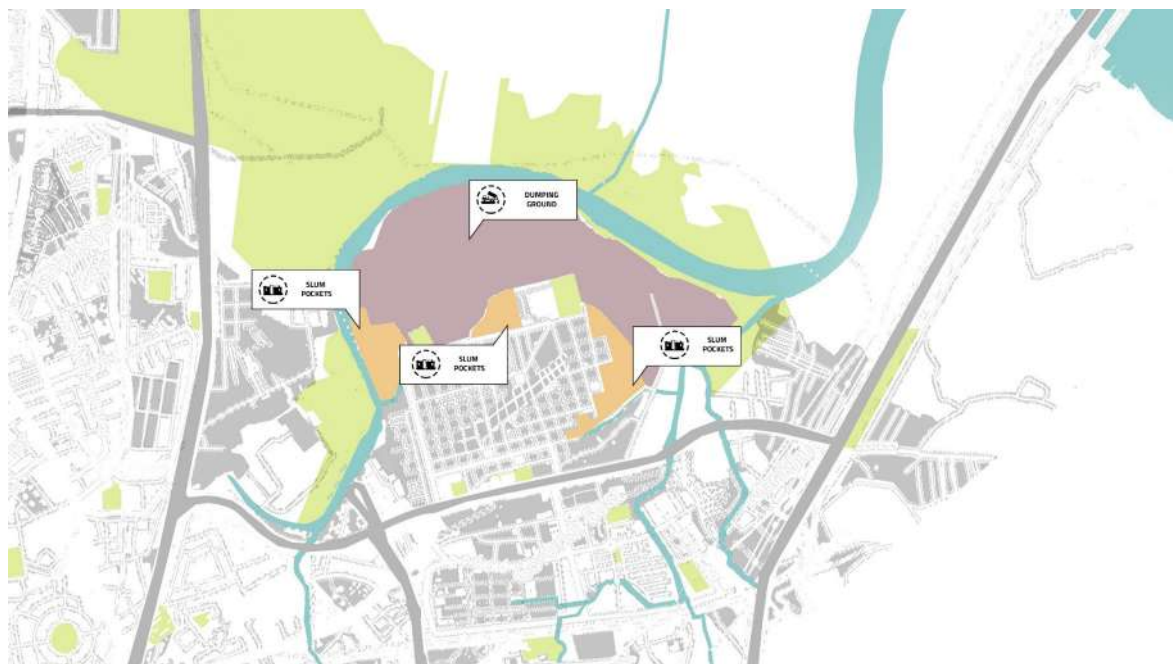 DUMPING
GROUND
SLUM
POCKETS
SLUM
POCKETS
SLUM
POCKETS